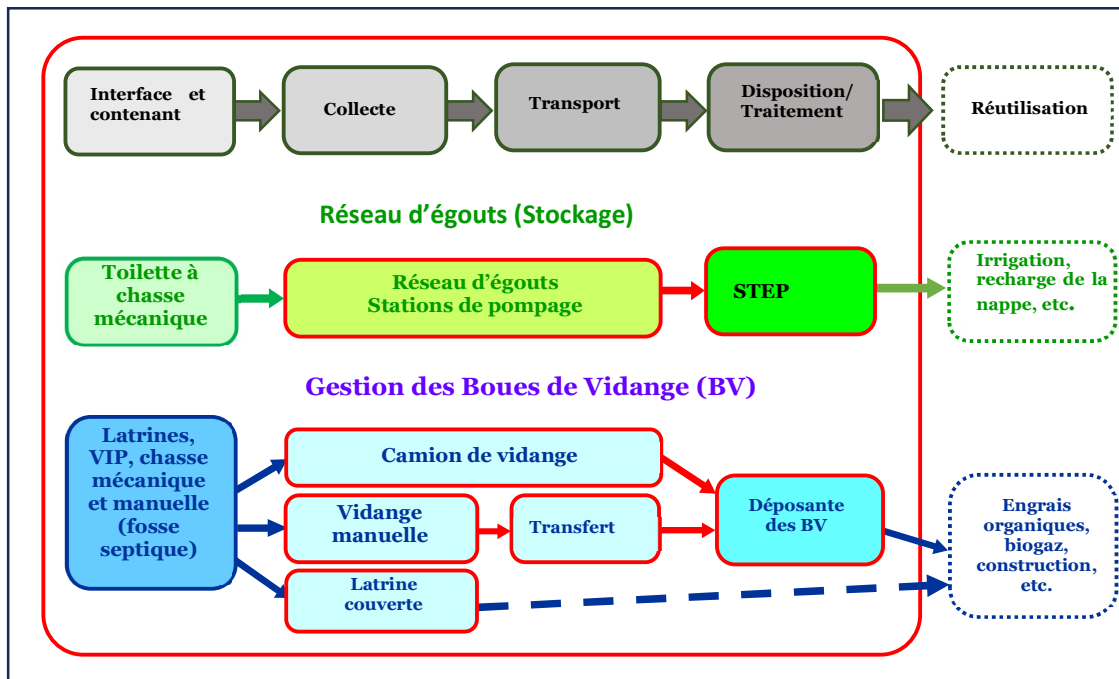 Interface et
contenant
Collecte
Transport
Disposition/
Traitement
Réutilisation
Réseau d'égouts (Stockage)
Toilette à
chasse
mécanique
Réseau d'égouts
Stations de pompage
STEP
Irrigation,
recharge de la
nappe, etc.
Gestion des Boues de Vidange (BV)
Latrines,
VIP, chasse
mécanique
et manuelle
(fosse
septique)
Camion de vidange
Vidange
manuelle
Transfert
Latrine
couverte
Déposante
des BV
Engrais
organiques,
biogaz,
construction,
etc.